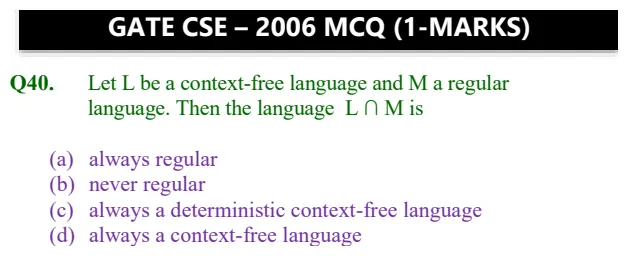 GATE CSE – 2006 MCQ (1-MARKS)
Q40. Let L be a context-free language and M a regular
language. Then the language L ∩ M is
(a) always regular
(b) never regular
(c) always a deterministic context-free language
(d) always a context-free language